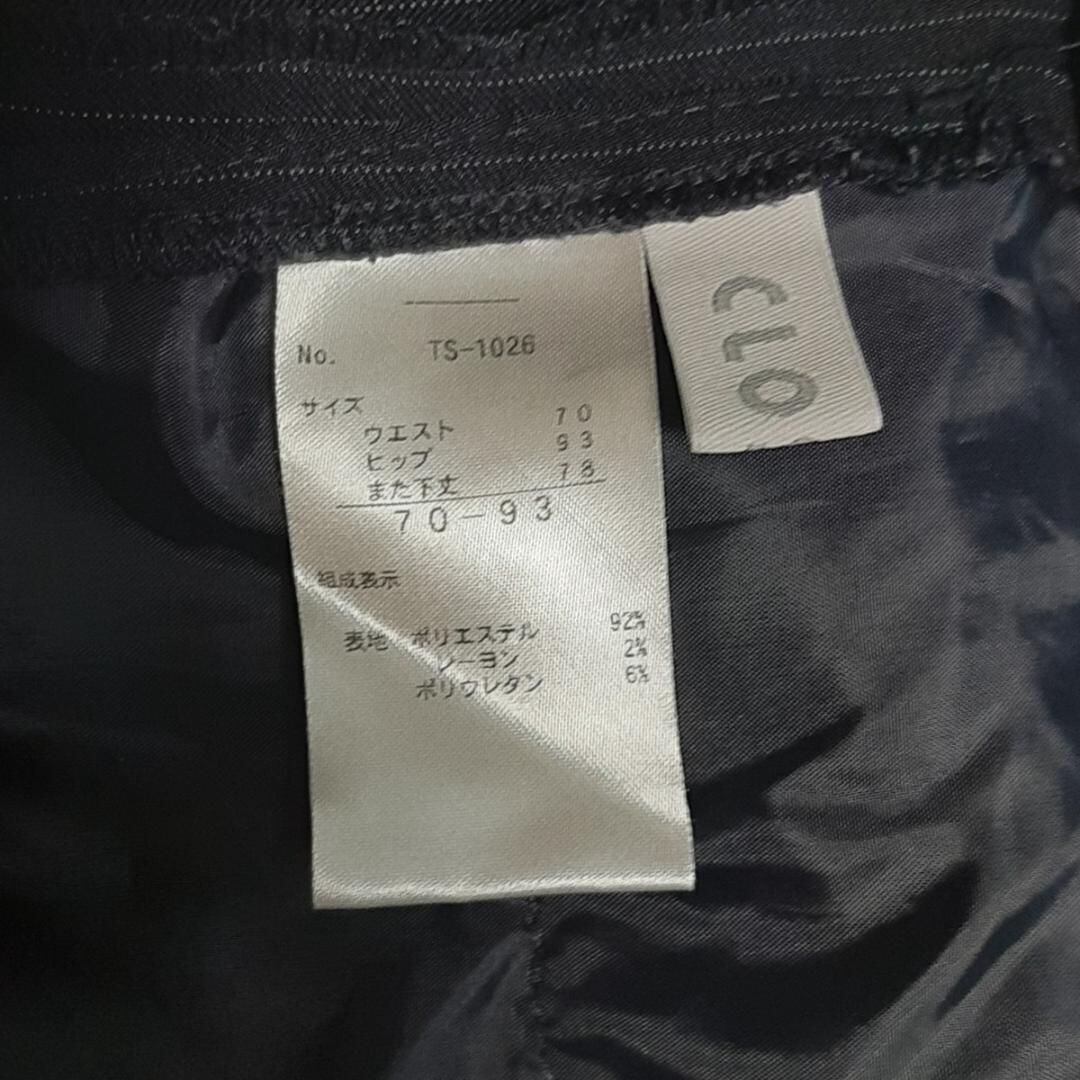 No. TS-1026
サイズ
ウエスト 70
ヒップ 93
また下丈 78
70-93
組成表示
表地 ポリエステル 92%
レーヨン 2%
ポリウレタン 6%
CLO